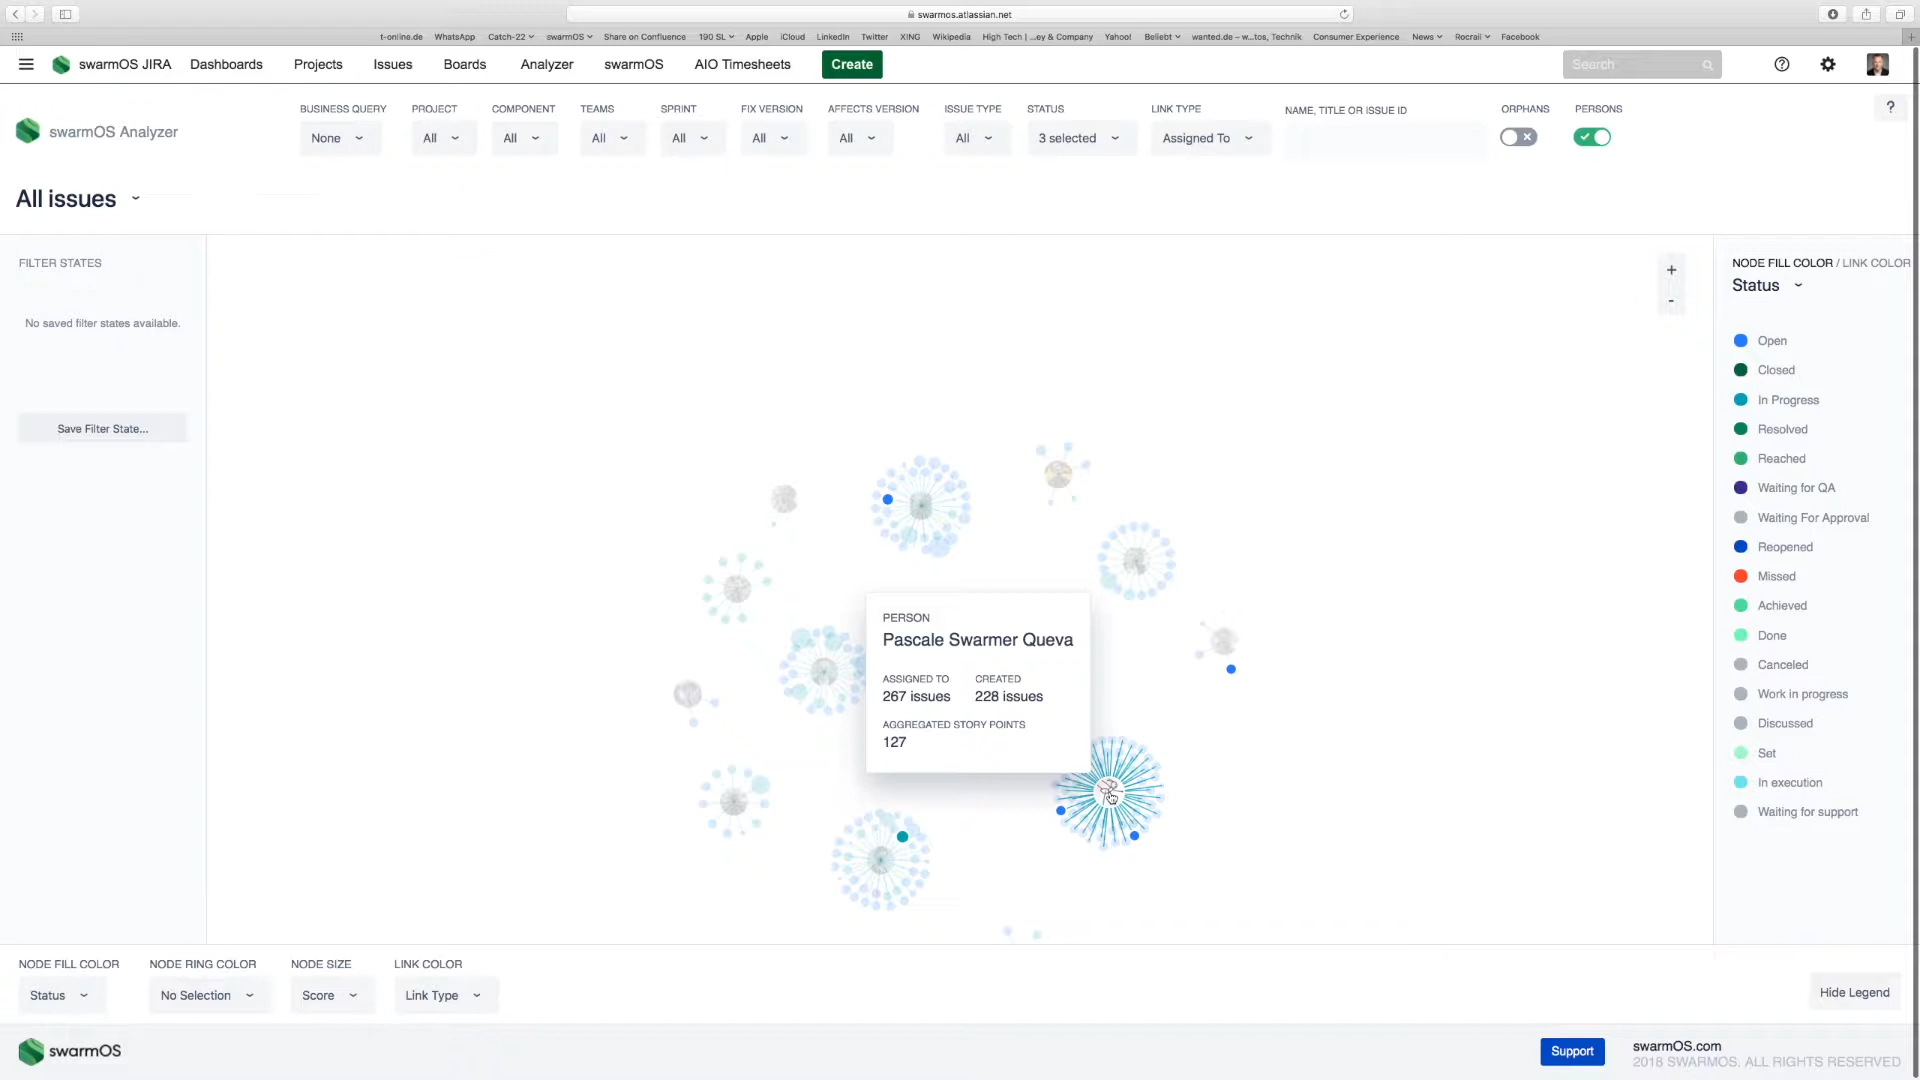 swarmos.atlassian.net
t-online.de WhatsApp Catch-22 swarmOS Share on Confluence 190 SL Apple iCloud LinkedIn Twitter XING Wikipedia High Tech | ...ey & Company Yahoo! Beliebt wanted.de – w...tos, Technik Consumer Experience News Rocrail Facebook
swarmOS JIRA Dashboards Projects Issues Boards Analyzer swarmOS AIO Timesheets Create Search
BUSINESS QUERY PROJECT COMPONENT TEAMS SPRINT FIX VERSION AFFECTS VERSION ISSUE TYPE STATUS LINK TYPE NAME, TITLE OR ISSUE ID ORPHANS PERSONS ?
swarmOS Analyzer
None All All All All All All All 3 selected Assigned To
All issues
FILTER STATES
No saved filter states available.
Save Filter State...
+
-
NODE FILL COLOR / LINK COLOR
Status
Open
Closed
In Progress
Resolved
Reached
Waiting for QA
Waiting For Approval
Reopened
Missed
Achieved
Done
Canceled
Work in progress
Discussed
Set
In execution
Waiting for support
PERSON
Pascale Swarmer Queva
ASSIGNED TO CREATED
267 issues 228 issues
AGGREGATED STORY POINTS
127
NODE FILL COLOR NODE RING COLOR NODE SIZE LINK COLOR
Status No Selection Score Link Type
Hide Legend
swarmOS
Support
swarmOS.com
2018 SWARMOS. ALL RIGHTS RESERVED